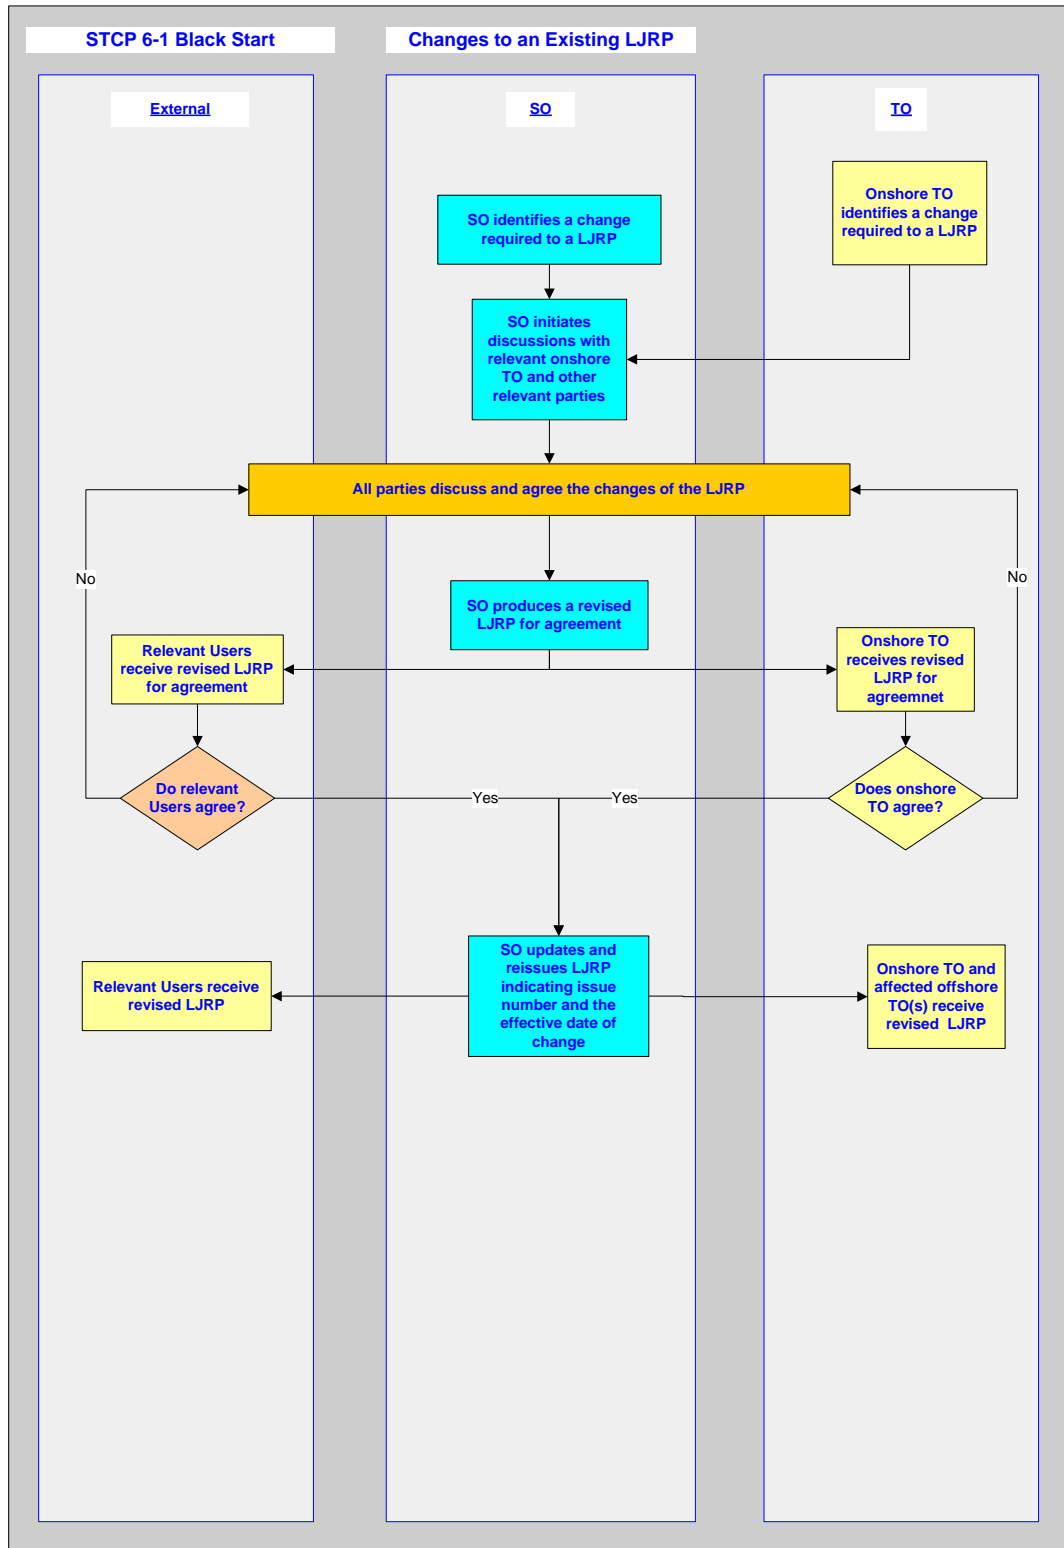 STCP 6-1 Black Start
Changes to an Existing LJRP
External
SO
TO
Onshore TO
identifies a change
required to a LJRP
SO identifies a change
required to a LJRP
SO initiates
discussions with
relevant onshore
TO and other
relevant parties
All parties discuss and agree the changes of the LJRP
No
No
SO produces a revised
LJRP for agreement
Relevant Users
receive revised LJRP
for agreement
Onshore TO
receives revised
LJRP for
agreemnet
Do relevant
Users agree?
Yes
Yes
Does onshore
TO agree?
SO updates and
reissues LJRP
indicating issue
number and the
effective date of
change
Relevant Users receive
revised LJRP
Onshore TO and
affected offshore
TO(s) receive
revised  LJRP